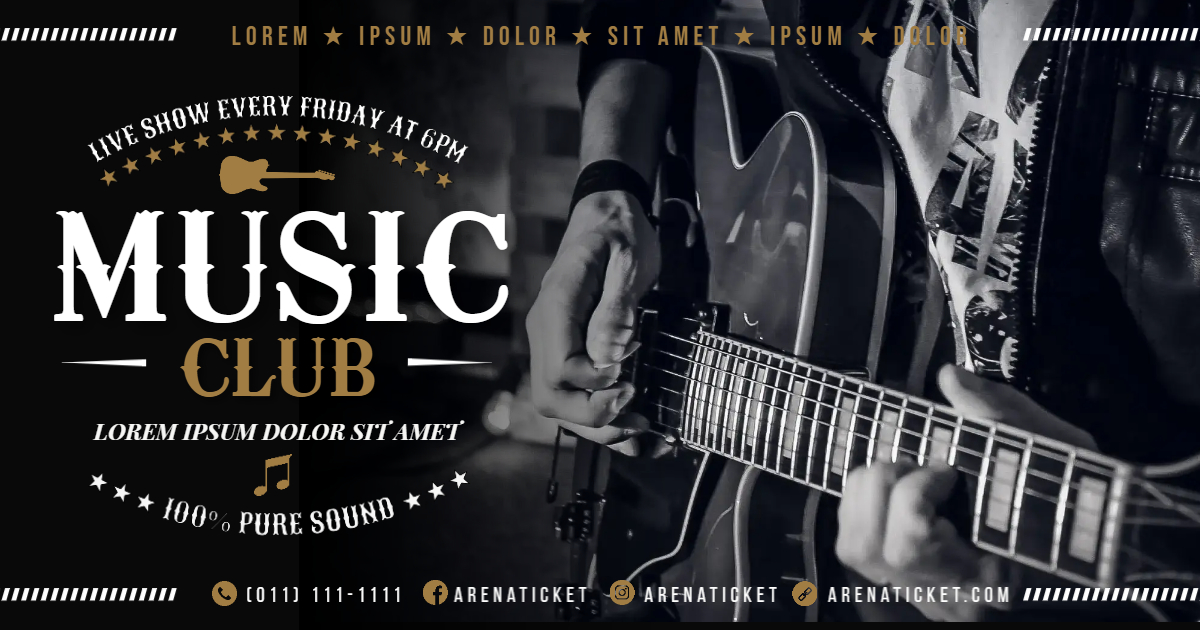 LOREM ★ IPSUM ★ DOLOR ★ SIT AMET ★ IPSUM ★ DOLOR
LIVE SHOW EVERY FRIDAY AT 6PM
MUSIC
CLUB
LOREM IPSUM DOLOR SIT AMET
100% PURE SOUND
(011) 111-1111 ARENATICKET ARENATICKET ARENATICKET.COM